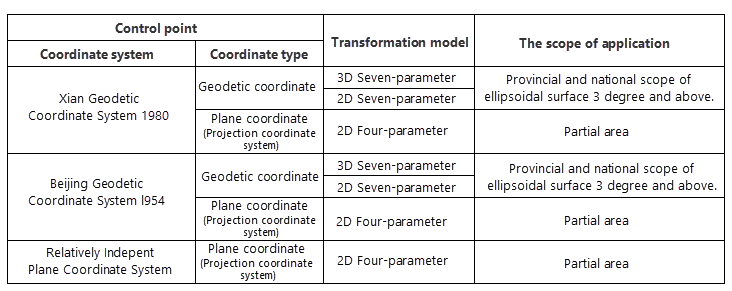 Control point
Transformation model
The scope of application
Coordinate system
Coordinate type
Xian Geodetic
Coordinate System 1980
Geodetic coordinate
3D Seven-parameter
2D Seven-parameter
Provincial and national scope of
ellipsoidal surface 3 degree and above.
Plane coordinate
(Projection coordinate
system)
2D Four-parameter
Partial area
Beijing Geodetic
Coordinate System l954
Geodetic coordinate
3D Seven-parameter
2D Seven-parameter
Provincial and national scope of
ellipsoidal surface 3 degree and above.
Plane coordinate
(Projection coordinate
system)
2D Four-parameter
Partial area
Relatively Indepent
Plane Coordinate System
Plane coordinate
(Projection coordinate
system)
2D Four-parameter
Partial area